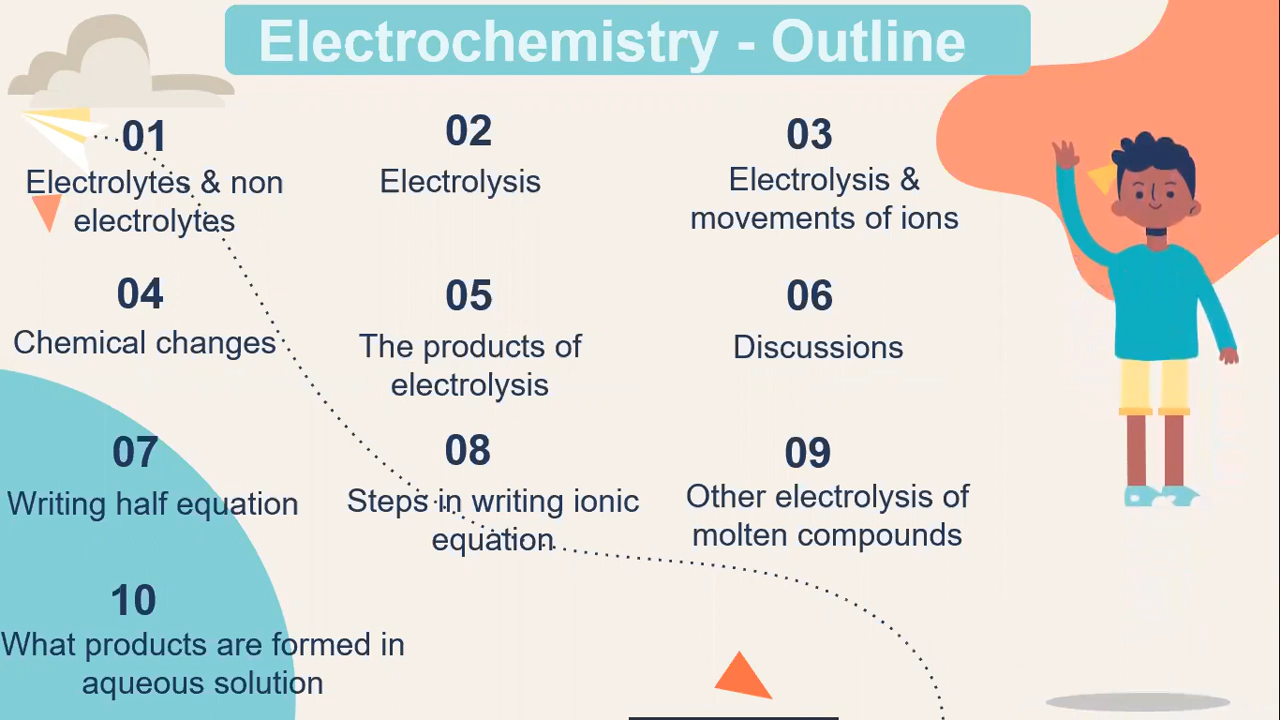 Electrochemistry - Outline
01
Electrolytes & non
electrolytes
02
Electrolysis
03
Electrolysis &
movements of ions
04
Chemical changes
05
The products of
electrolysis
06
Discussions
07
Writing half equation
08
Steps in writing ionic
equation
09
Other electrolysis of
molten compounds
10
What products are formed in
aqueous solution